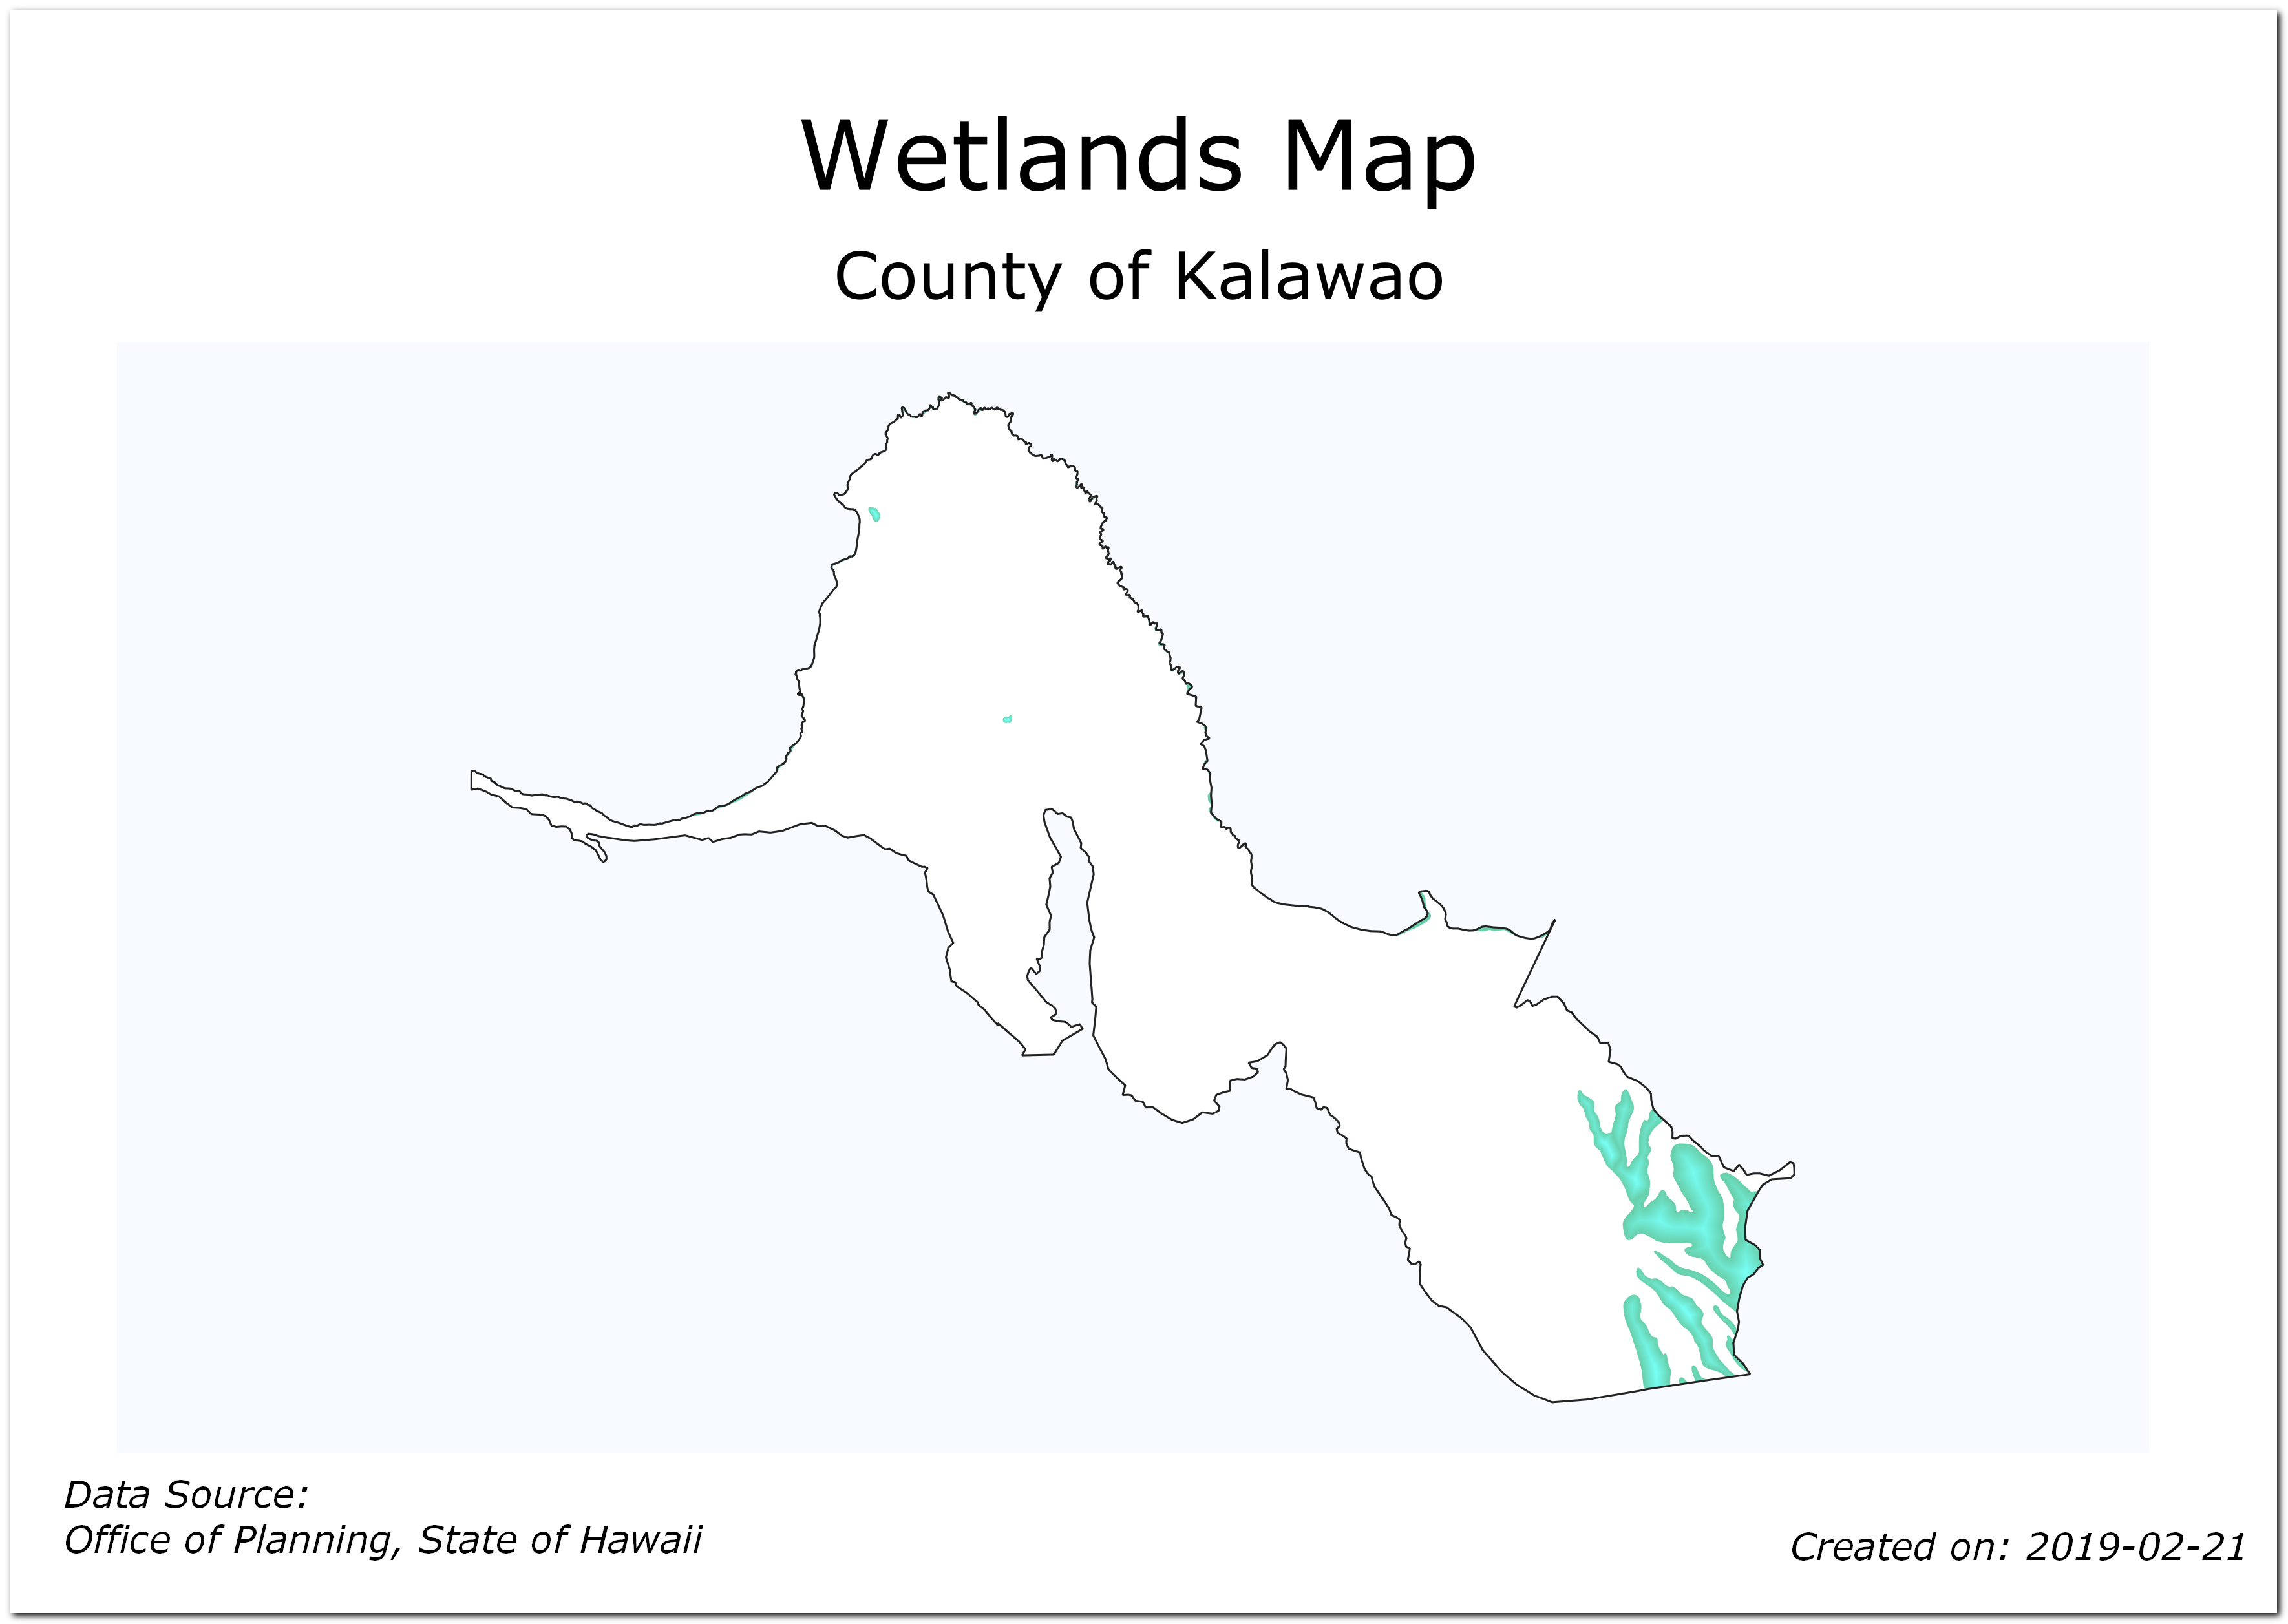 Wetlands Map
County of Kalawao
Data Source:
Office of Planning, State of Hawaii
Created on: 2019-02-21